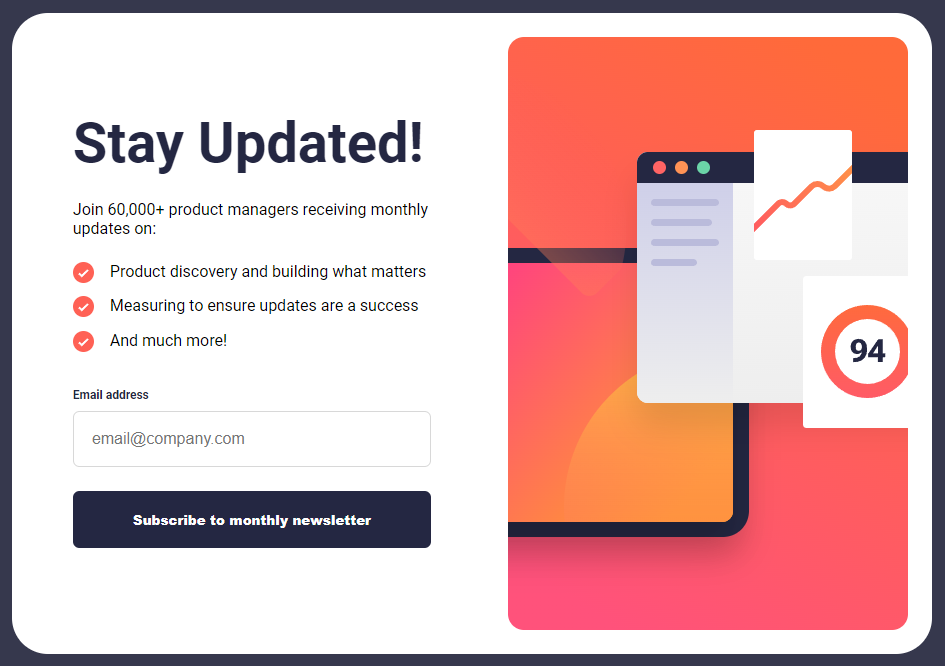 Stay Updated!
Join 60,000+ product managers receiving monthly
updates on:
Product discovery and building what matters
Measuring to ensure updates are a success
And much more!
Email address
email@company.com
Subscribe to monthly newsletter
94